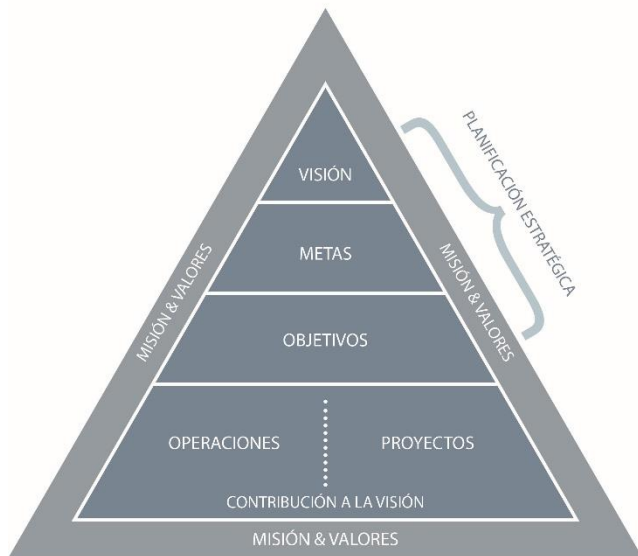 VISIÓN
METAS
OBJETIVOS
OPERACIONES
PROYECTOS
CONTRIBUCIÓN A LA VISIÓN
MISIÓN & VALORES
MISIÓN & VALORES
MISIÓN & VALORES
PLANIFICACIÓN ESTRATÉGICA